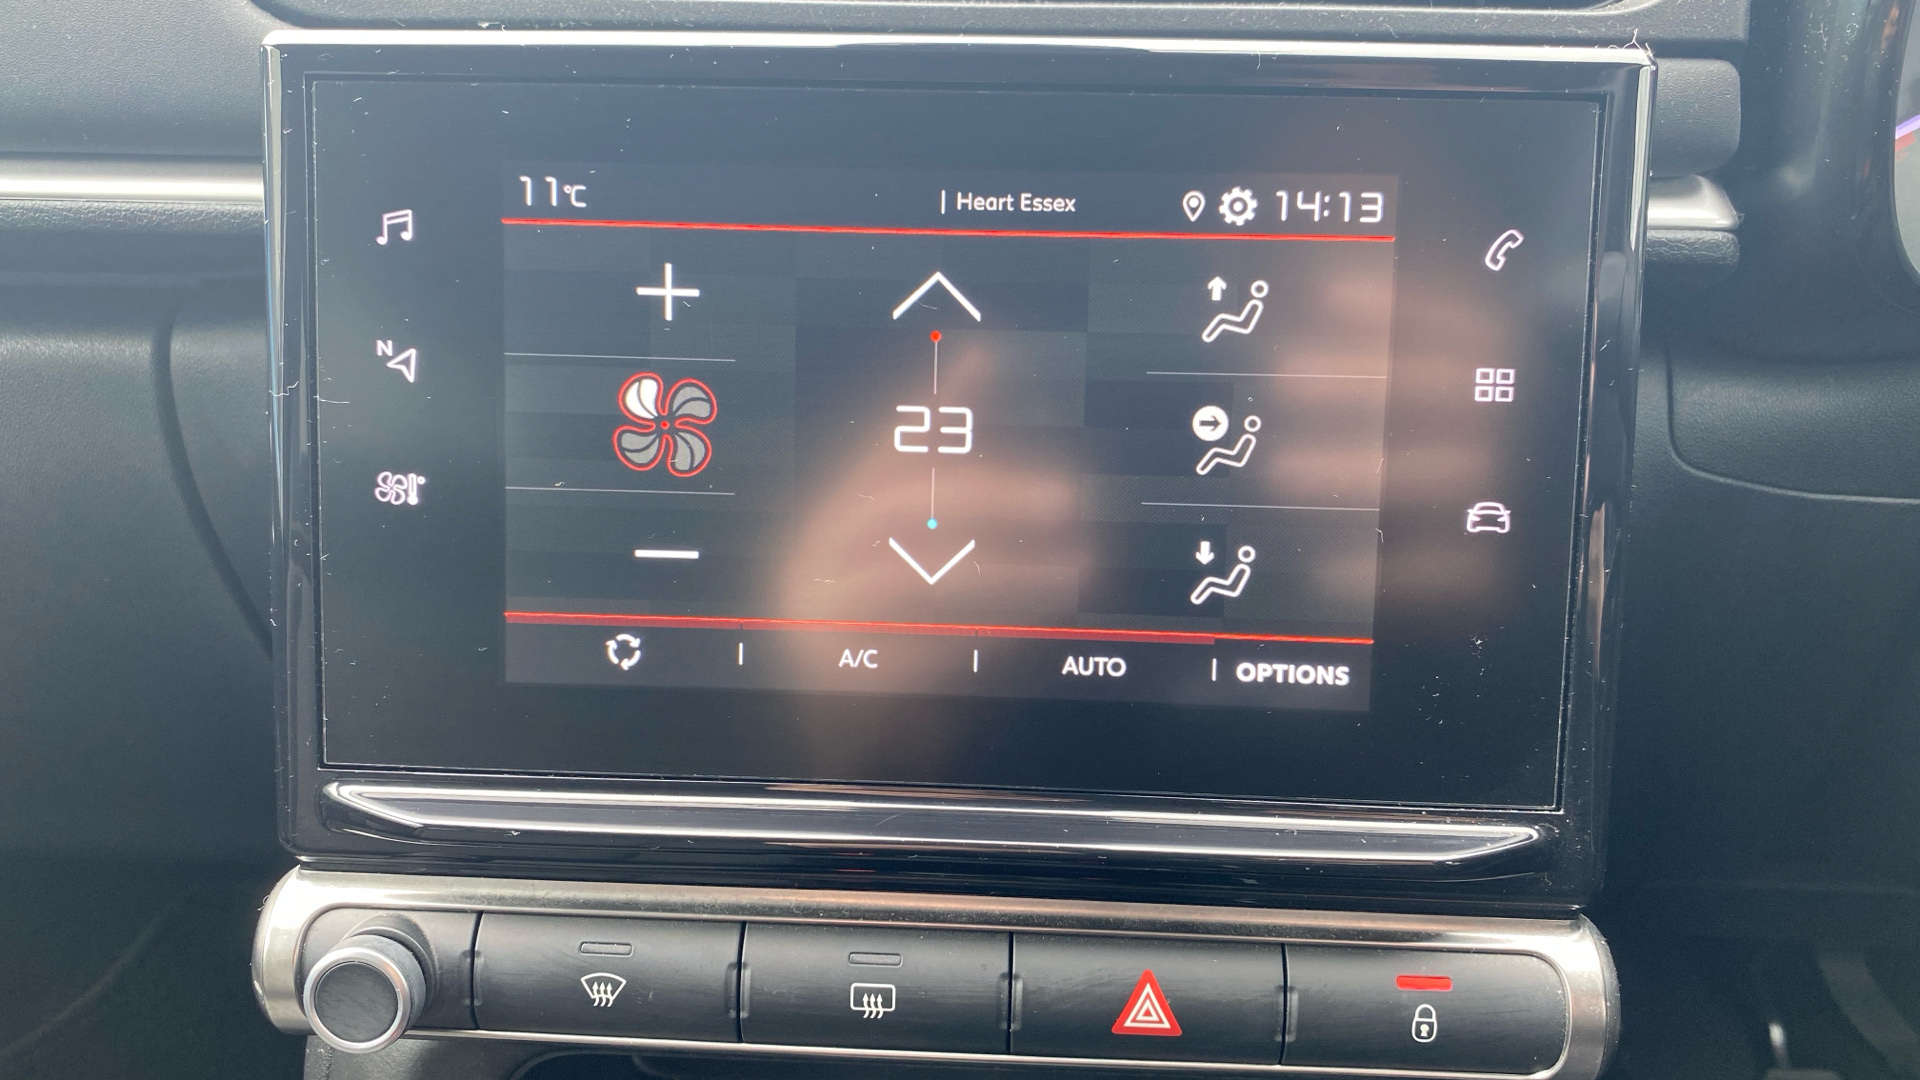 11°C
| Heart Essex
14:13
N
23
A/C
AUTO
OPTIONS